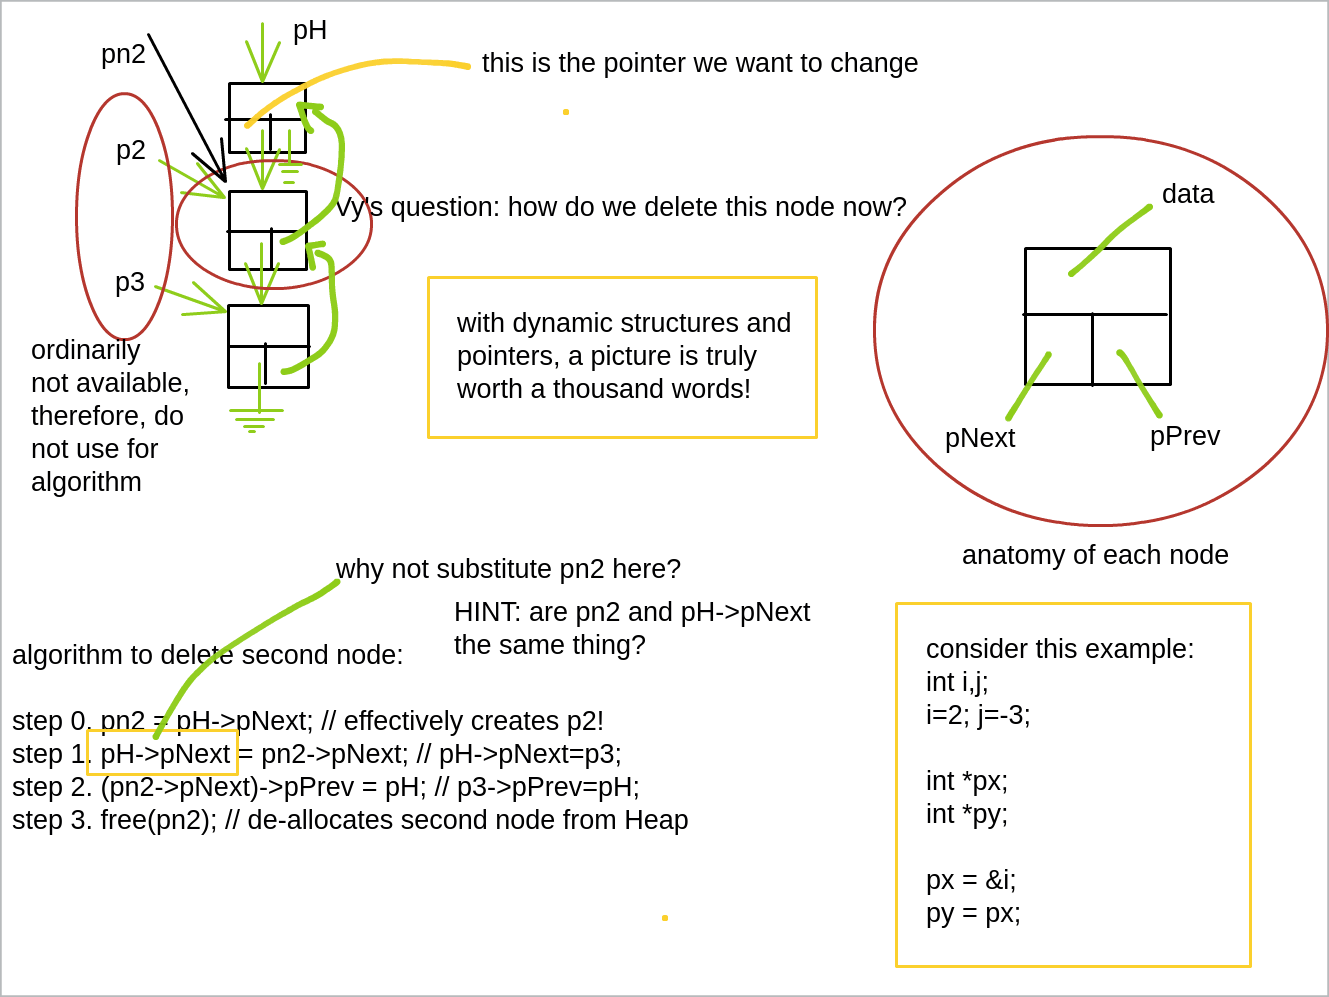 pH
pn2
this is the pointer we want to change
p2
data
Vy's question: how do we delete this node now?
p3
with dynamic structures and
pointers, a picture is truly
worth a thousand words!
ordinarily
not available,
therefore, do
not use for
algorithm
pNext
pPrev
anatomy of each node
why not substitute pn2 here?
HINT: are pn2 and pH->pNext
the same thing?
algorithm to delete second node:
step 0. pn2 = pH->pNext; // effectively creates p2!
step 1. pH->pNext = pn2->pNext; // pH->pNext=p3;
step 2. (pn2->pNext)->pPrev = pH; // p3->pPrev=pH;
step 3. free(pn2); // de-allocates second node from Heap
consider this example:
int i,j;
i=2; j=-3;
int *px;
int *py;
px = &i;
py = px;